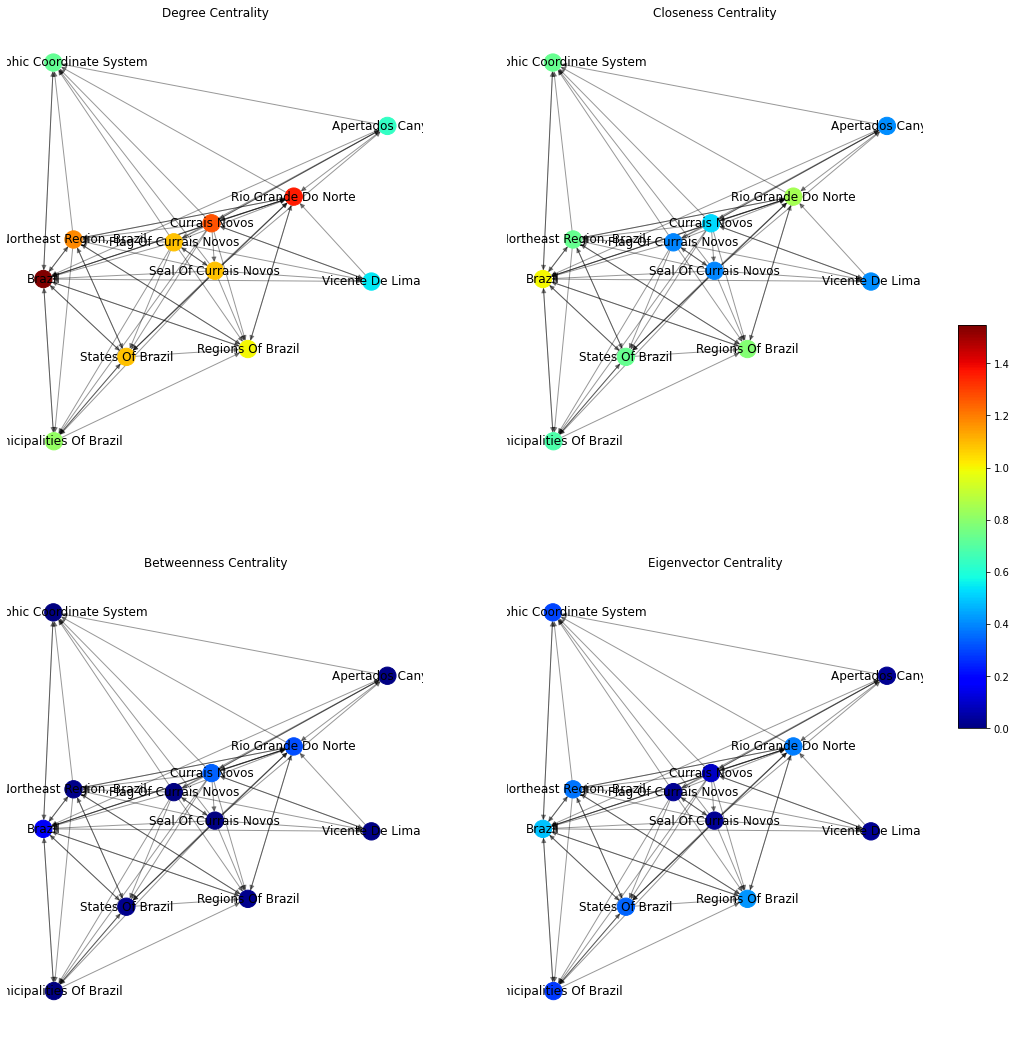 Degree Centrality
Closeness Centrality
phic Coordinate System
Apertados Cany
Rio Grande Do Norte
Currais Novos
Northeast Region, Brazil
Flag Of Currais Novos
Seal Of Currais Novos
Brazil
Vicente De Lima
States Of Brazil
Regions Of Brazil
nicipalities Of Brazil
phic Coordinate System
Apertados Cany
Rio Grande Do Norte
Currais Novos
Northeast Region, Brazil
Flag Of Currais Novos
Seal Of Currais Novos
Brazil
Vicente De Lima
States Of Brazil
Regions Of Brazil
nicipalities Of Brazil
1.4
1.2
1.0
0.8
0.6
0.4
0.2
0.0
Betweenness Centrality
Eigenvector Centrality
phic Coordinate System
Apertados Cany
Rio Grande Do Norte
Currais Novos
Northeast Region, Brazil
Flag Of Currais Novos
Seal Of Currais Novos
Brazil
Vicente De Lima
States Of Brazil
Regions Of Brazil
nicipalities Of Brazil
phic Coordinate System
Apertados Cany
Rio Grande Do Norte
Currais Novos
Northeast Region, Brazil
Flag Of Currais Novos
Seal Of Currais Novos
Brazil
Vicente De Lima
States Of Brazil
Regions Of Brazil
nicipalities Of Brazil